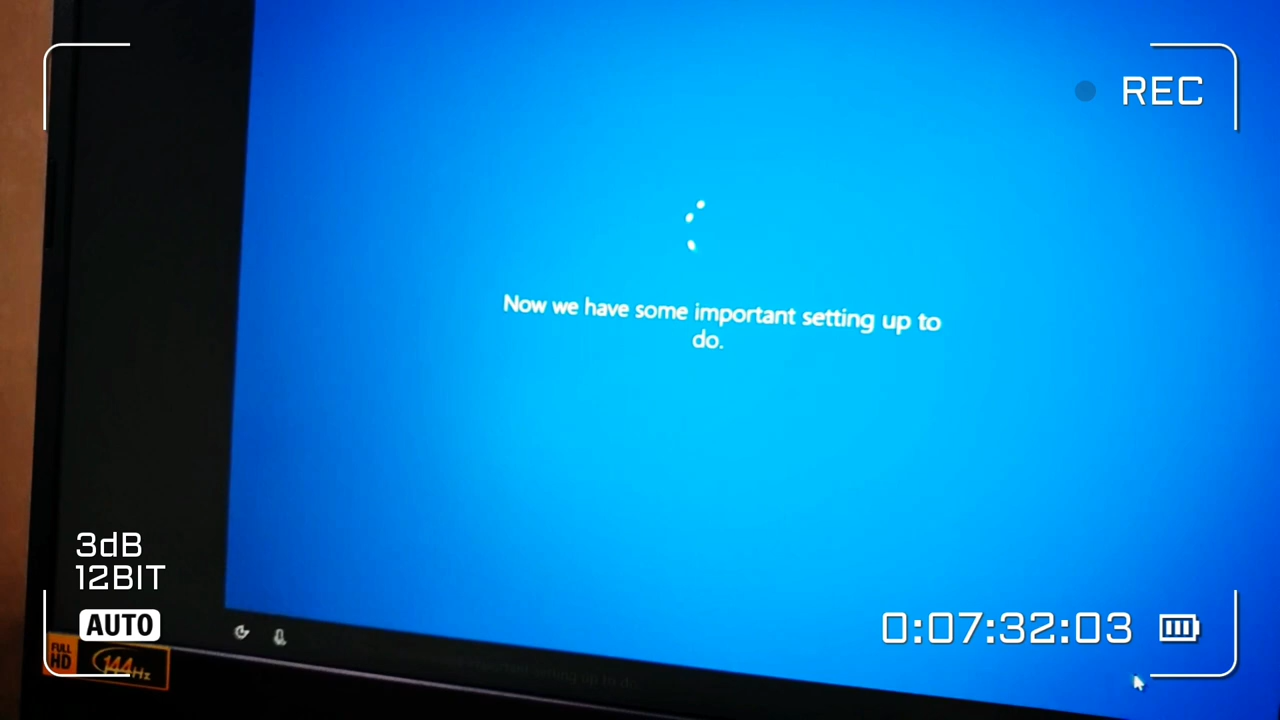 REC
Now we have some important setting up to
do.
3dB
12BIT
AUTO
0:07:32:03
FULL
HD
144Hz